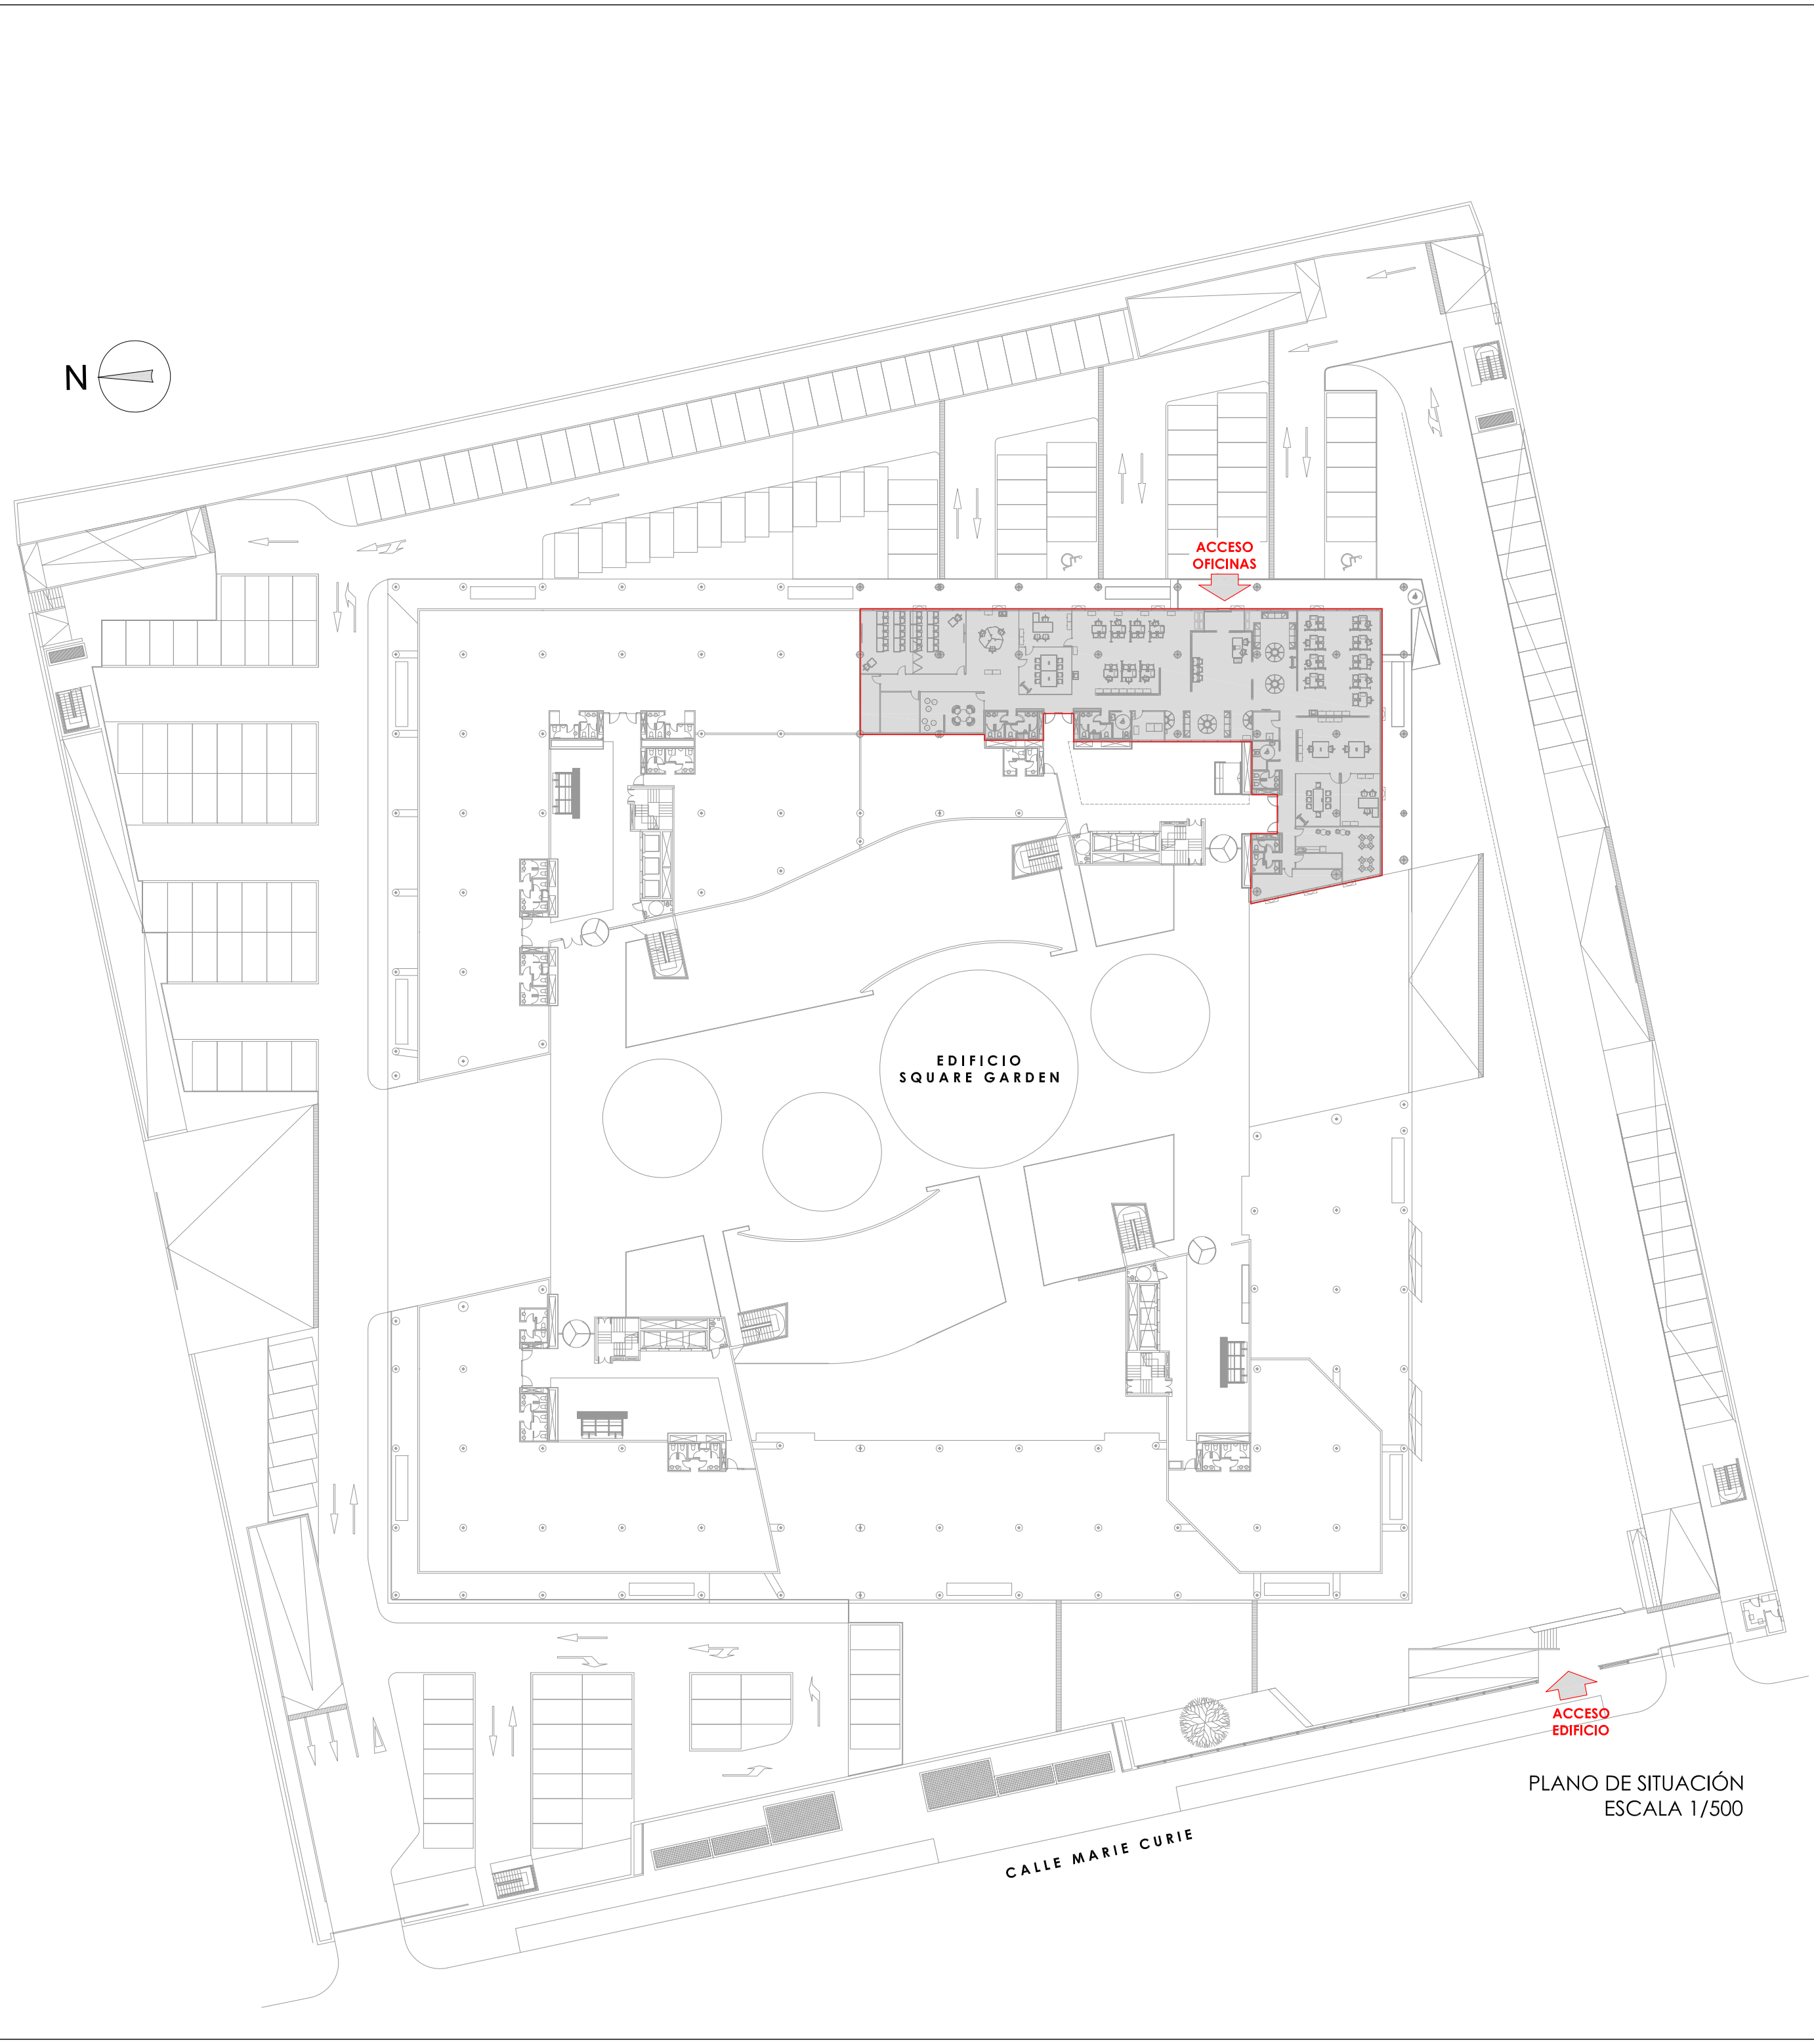 N
ACCESO
OFICINAS
EDIFICIO
SQUARE GARDEN
ACCESO
EDIFICIO
PLANO DE SITUACIÓN
ESCALA 1/500
CALLE MARIE CURIE